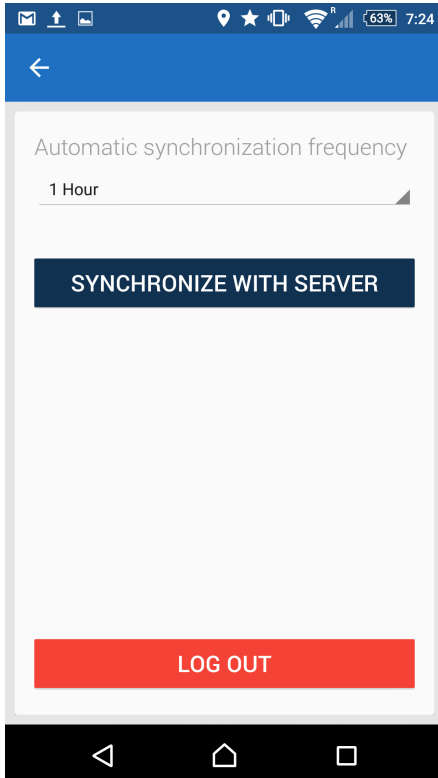 R
63% 7:24
Automatic synchronization frequency
1 Hour
SYNCHRONIZE WITH SERVER
LOG OUT